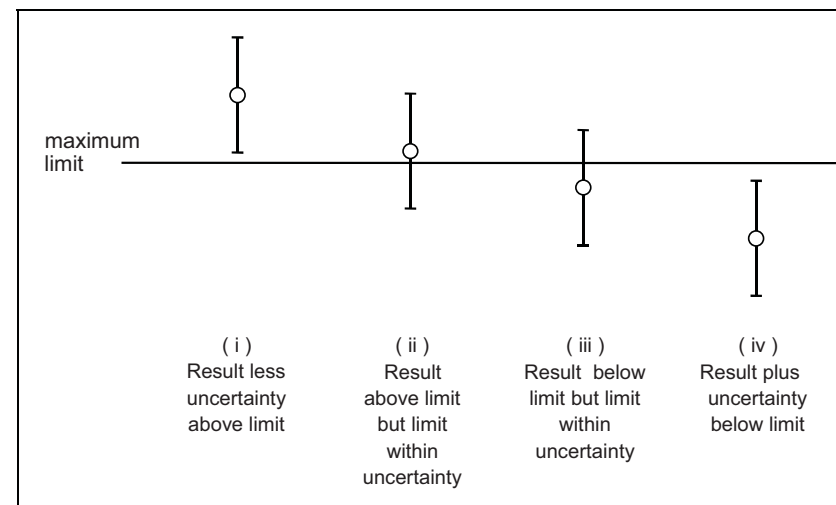 maximum
limit
( i )
Result less
uncertainty
above limit
( ii )
Result
above limit
but limit
within
uncertainty
( iii )
Result below
limit but limit
within
uncertainty
( iv )
Result plus
uncertainty
below limit